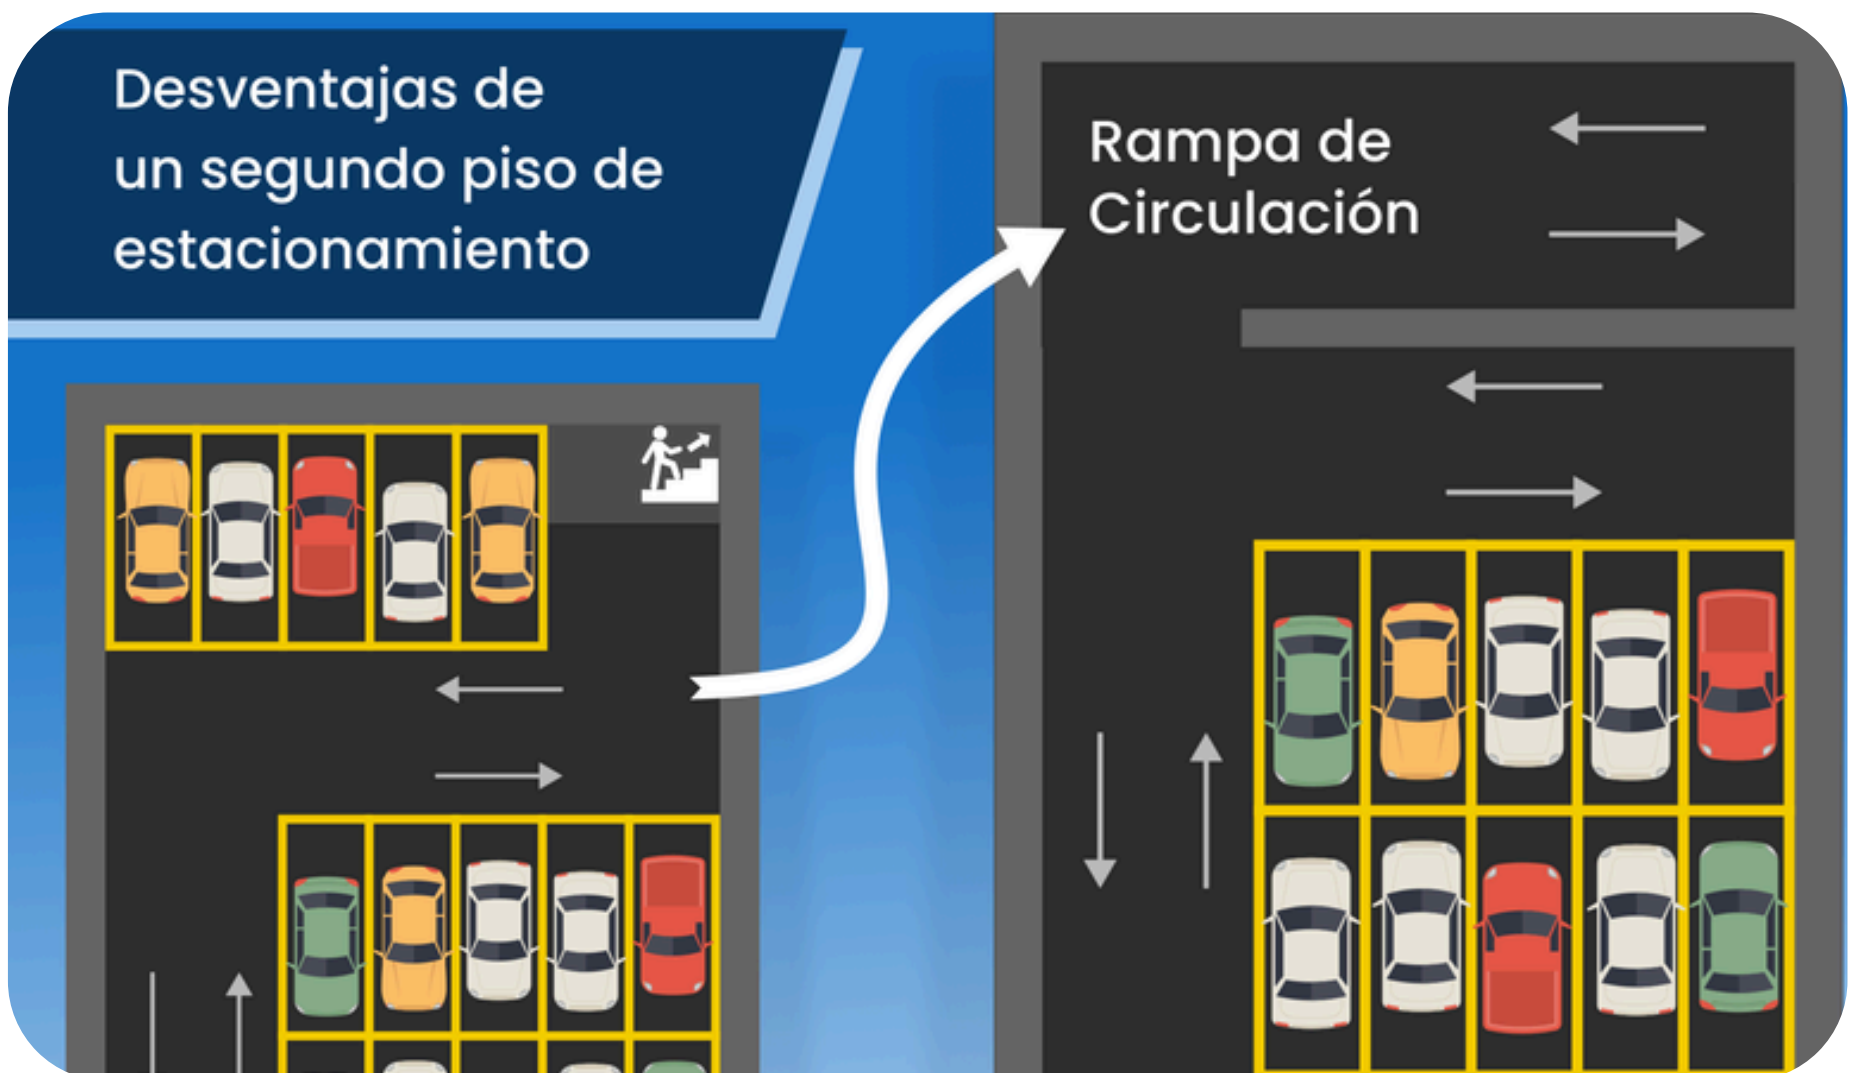 Desventajas de
un segundo piso de
estacionamiento
Rampa de
Circulación